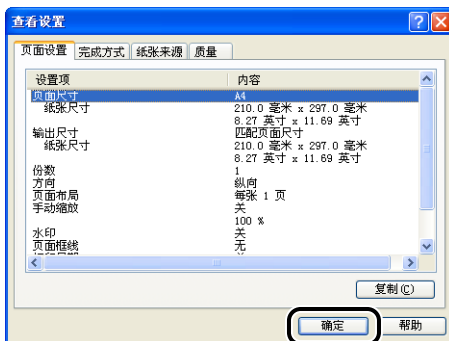 查看设置
页面设置 完成方式 纸张来源 质量
设置项 内容
页面尺寸 A4
纸张尺寸 210.0 毫米 x 297.0 毫米
8.27 英寸 x 11.69 英寸
输出尺寸 匹配页面尺寸
纸张尺寸 210.0 毫米 x 297.0 毫米
8.27 英寸 x 11.69 英寸
份数 1
方向 纵向
页面布局 每张 1 页
手动缩放 关
100 %
水印 关
页面框线 无
复制(C)
确定 帮助